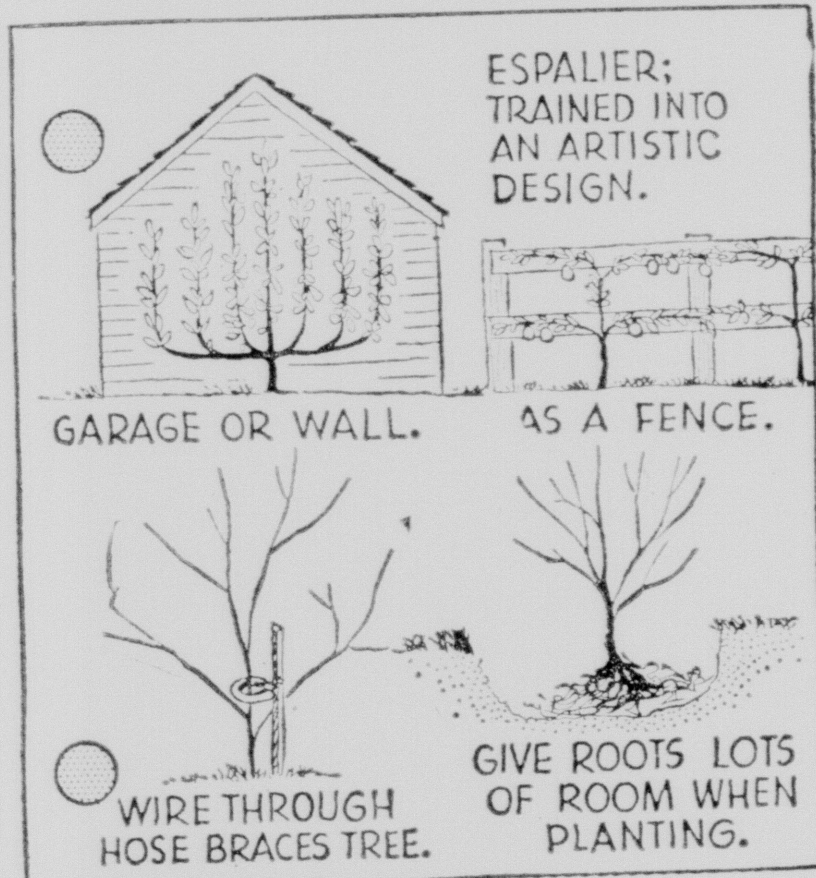 ESPALIER;
TRAINED INTO
AN ARTISTIC
DESIGN.
GARAGE OR WALL.
AS A FENCE.
WIRE THROUGH
HOSE BRACES TREE.
GIVE ROOTS LOTS
OF ROOM WHEN
PLANTING.